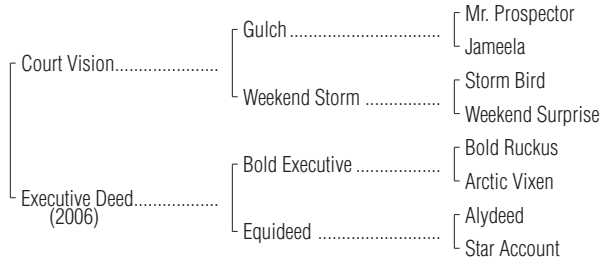 Mr. Prospector
Gulch
Jameela
Court Vision
Storm Bird
Weekend Storm
Weekend Surprise
Bold Ruckus
Bold Executive
Arctic Vixen
Executive Deed
(2006)
Alydeed
Equideed
Star Account